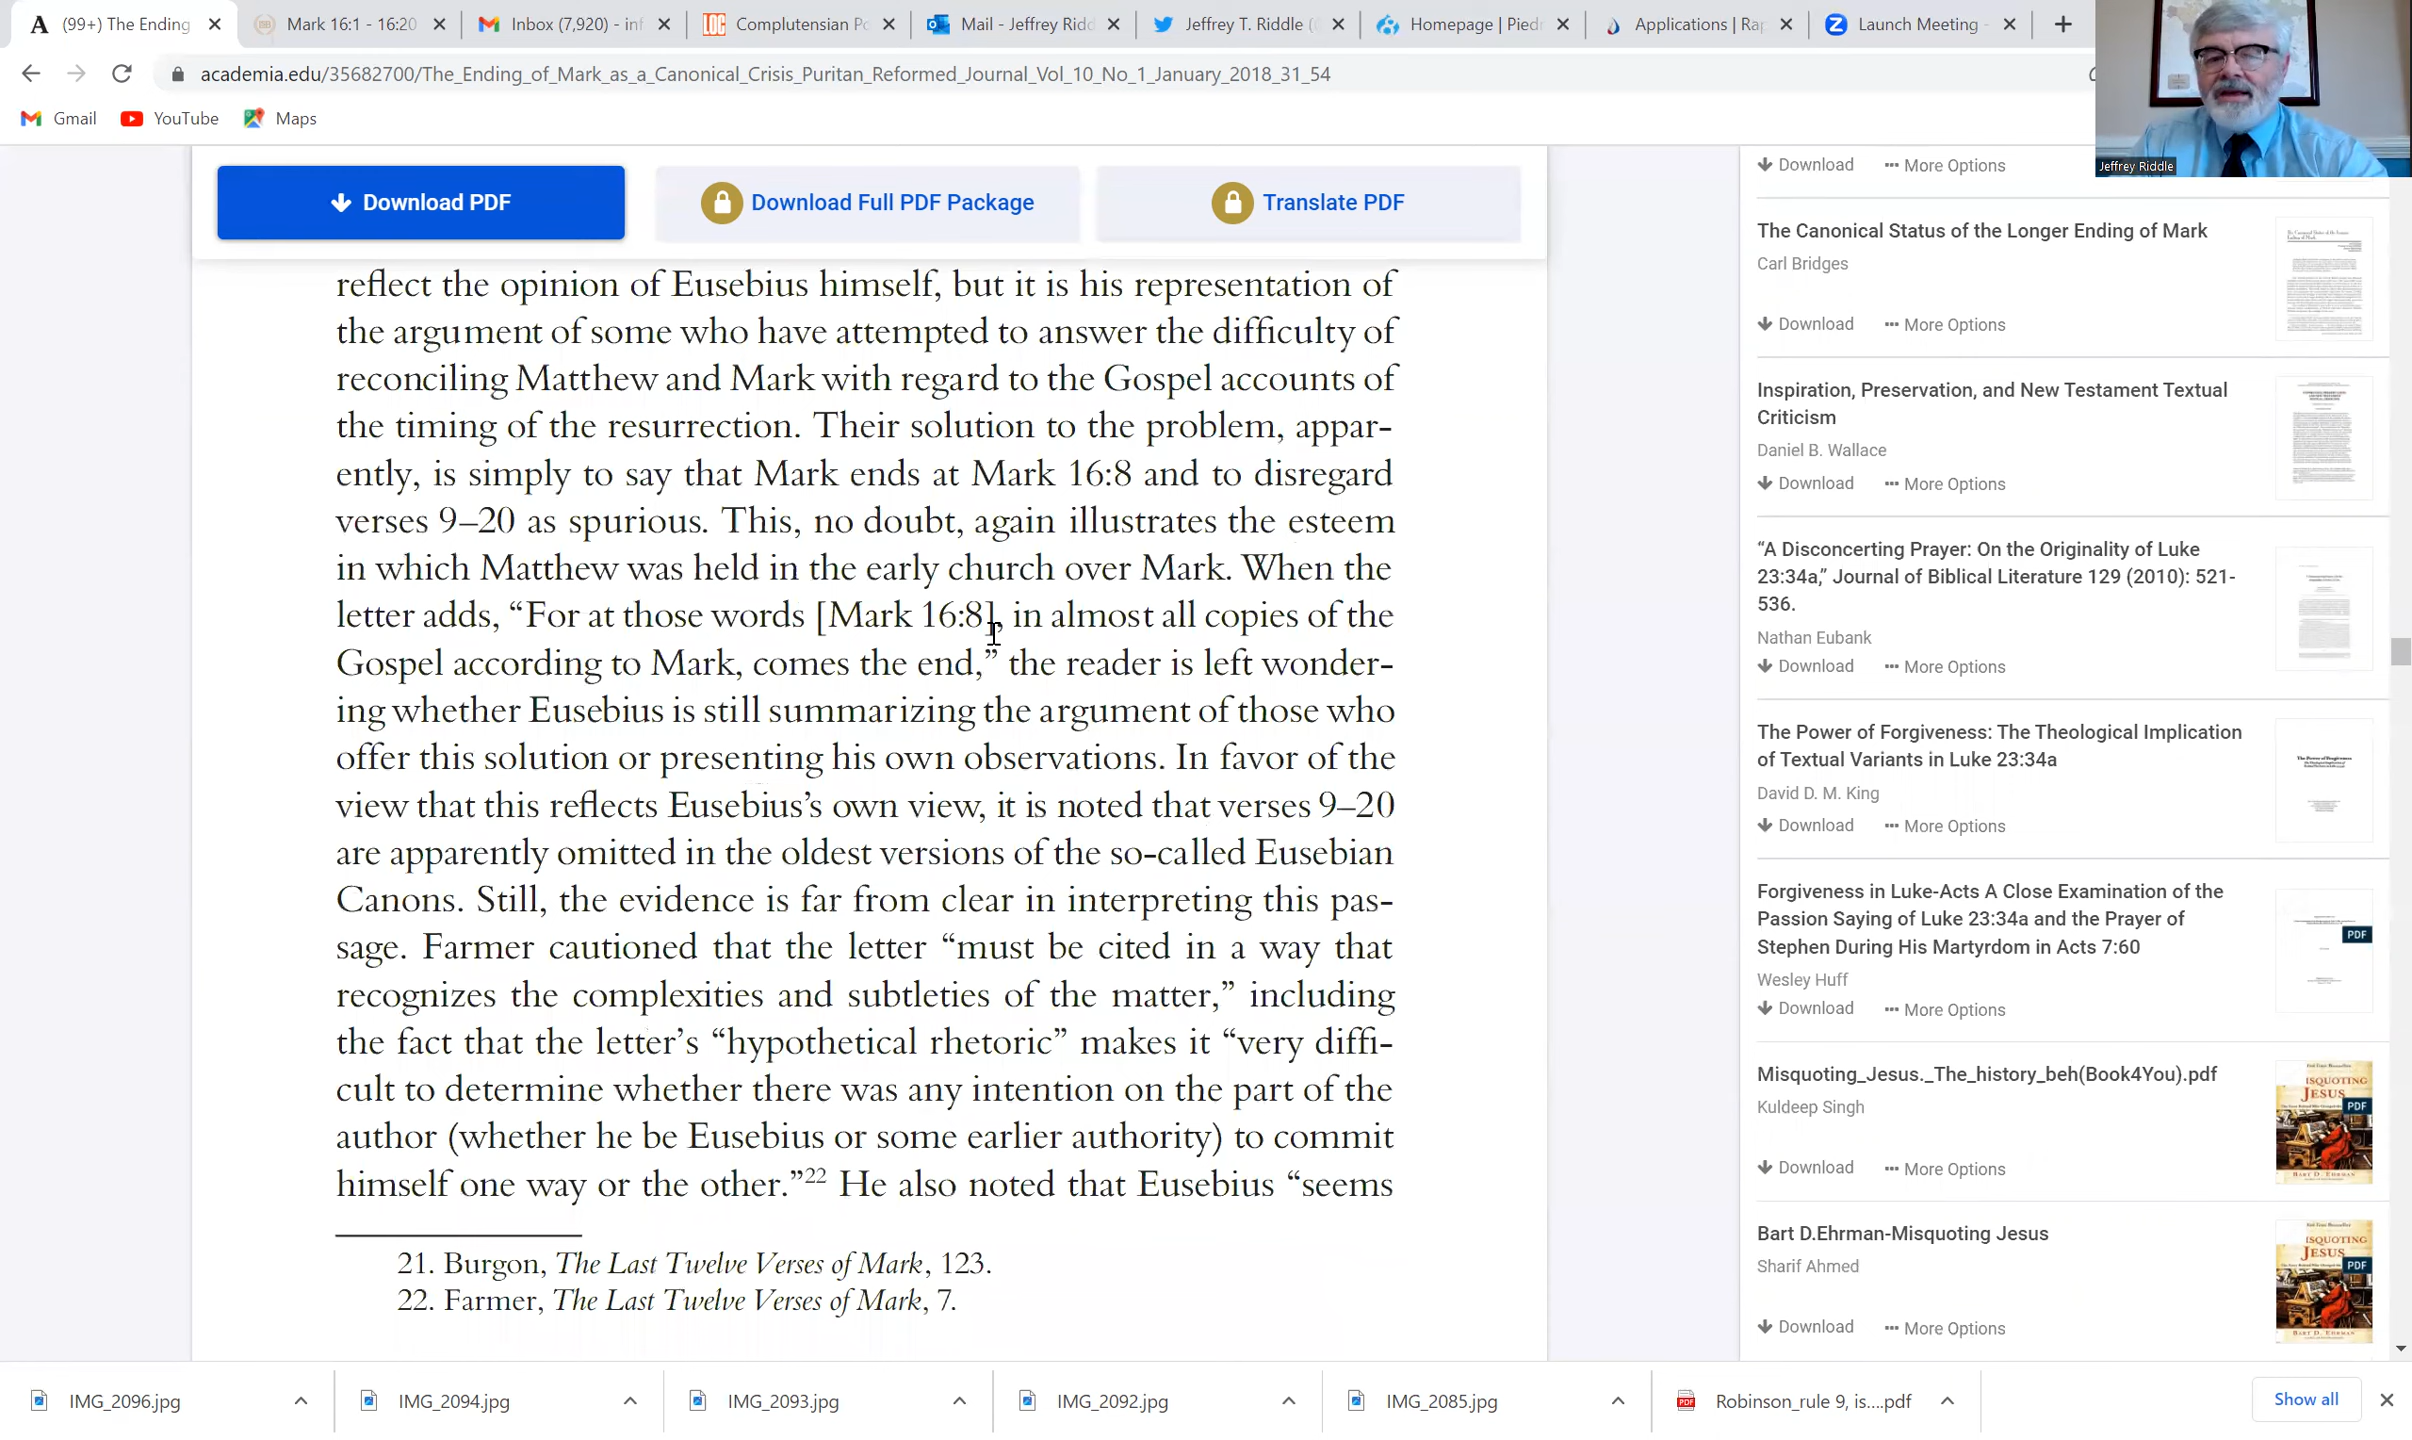 (99+) The Ending
Mark 16:1 - 16:20
Inbox (7,920) - inf
LOC
Complutensian Po
Mail - Jeffrey Ridd
Jeffrey T. Riddle (
Homepage | Pied
Applications | Rap
Launch Meeting -
academia.edu/35682700/The_Ending_of_Mark_as_a_Canonical_Crisis_Puritan_Reformed_Journal_Vol_10_No_1_January_2018_31_54
Gmail
YouTube
Maps
Jeffrey Riddle
Download PDF
Download Full PDF Package
Translate PDF
reflect the opinion of Eusebius himself, but it is his representation of
the argument of some who have attempted to answer the difficulty of
reconciling Matthew and Mark with regard to the Gospel accounts of
the timing of the resurrection. Their solution to the problem, appar-
ently, is simply to say that Mark ends at Mark 16:8 and to disregard
verses 9–20 as spurious. This, no doubt, again illustrates the esteem
in which Matthew was held in the early church over Mark. When the
letter adds, “For at those words [Mark 16:8], in almost all copies of the
Gospel according to Mark, comes the end,” the reader is left wonder-
ing whether Eusebius is still summarizing the argument of those who
offer this solution or presenting his own observations. In favor of the
view that this reflects Eusebius’s own view, it is noted that verses 9–20
are apparently omitted in the oldest versions of the so-called Eusebian
Canons. Still, the evidence is far from clear in interpreting this pas-
sage. Farmer cautioned that the letter “must be cited in a way that
recognizes the complexities and subtleties of the matter,” including
the fact that the letter’s “hypothetical rhetoric” makes it “very diffi-
cult to determine whether there was any intention on the part of the
author (whether he be Eusebius or some earlier authority) to commit
himself one way or the other.”22 He also noted that Eusebius “seems
21. Burgon, The Last Twelve Verses of Mark, 123.
22. Farmer, The Last Twelve Verses of Mark, 7.
Download
••• More Options
The Canonical Status of the Longer Ending of Mark
Carl Bridges
Download
••• More Options
Inspiration, Preservation, and New Testament Textual
Criticism
Daniel B. Wallace
Download
••• More Options
“A Disconcerting Prayer: On the Originality of Luke
23:34a,” Journal of Biblical Literature 129 (2010): 521-
536.
Nathan Eubank
Download
••• More Options
The Power of Forgiveness: The Theological Implication
of Textual Variants in Luke 23:34a
David D. M. King
Download
••• More Options
The Power of Forgiveness
Forgiveness in Luke-Acts A Close Examination of the
Passion Saying of Luke 23:34a and the Prayer of
Stephen During His Martyrdom in Acts 7:60
Wesley Huff
Download
••• More Options
PDF
Misquoting_Jesus._The_history_beh(Book4You).pdf
Kuldeep Singh
Download
••• More Options
ISQUOTING
JESUS
PDF
BART D. EHRMAN
Bart D.Ehrman-Misquoting Jesus
Sharif Ahmed
Download
••• More Options
ISQUOTING
JESUS
PDF
BART D. EHRMAN
IMG_2096.jpg
IMG_2094.jpg
IMG_2093.jpg
IMG_2092.jpg
IMG_2085.jpg
PDF
Robinson_rule 9, is....pdf
Show all